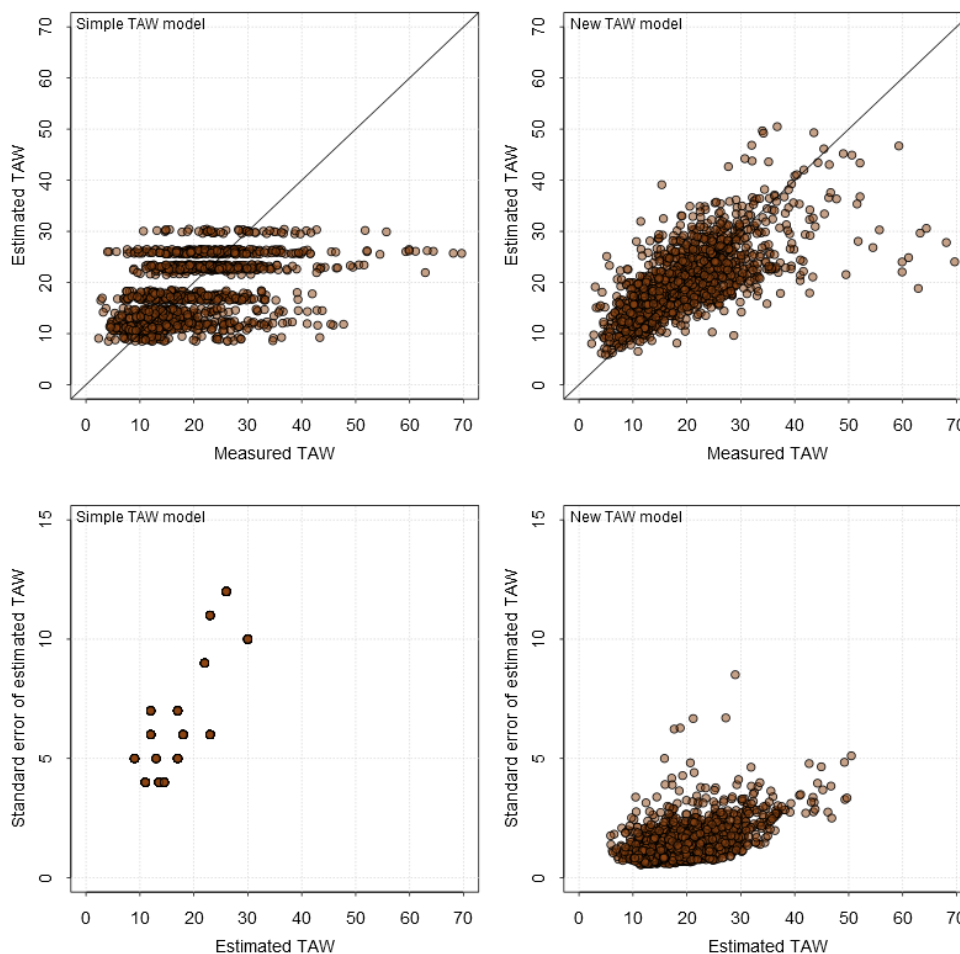 Simple TAW model
70
60
50
40
30
20
10
0
Estimated TAW
0 10 20 30 40 50 60 70
Measured TAW
New TAW model
70
60
50
40
30
20
10
0
Estimated TAW
0 10 20 30 40 50 60 70
Measured TAW
Simple TAW model
15
10
5
0
Standard error of estimated TAW
0 10 20 30 40 50 60 70
Estimated TAW
New TAW model
15
10
5
0
Standard error of estimated TAW
0 10 20 30 40 50 60 70
Estimated TAW